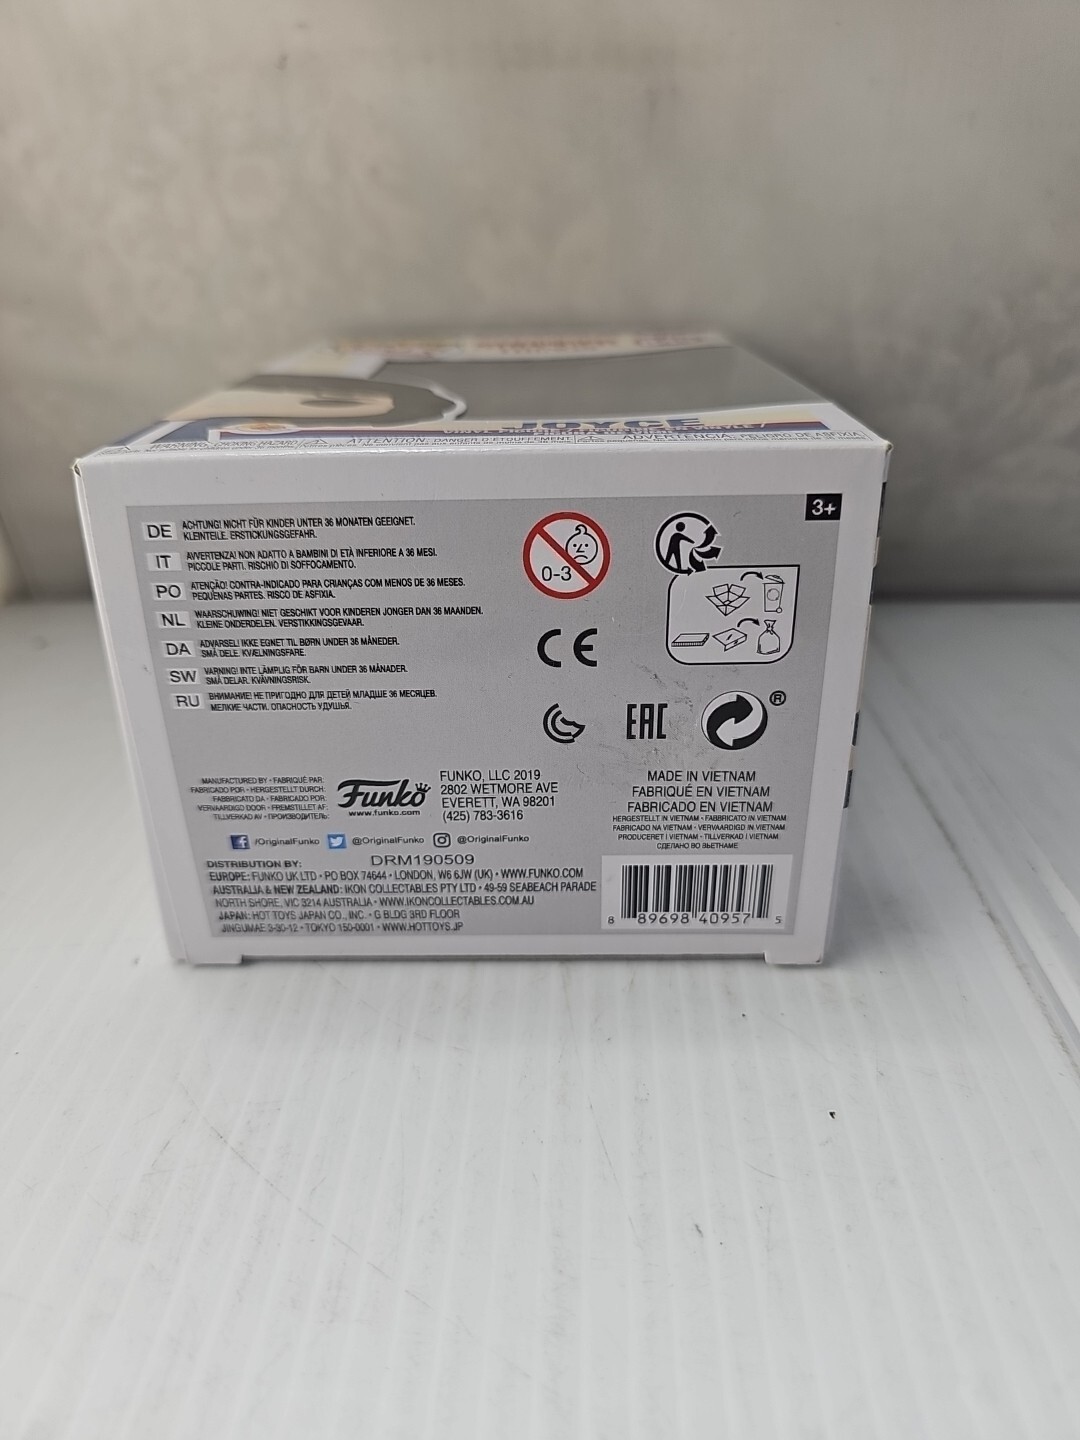 JOYCE
ATTENTION: DANGER D'ÉTOUFFEMENT
ADVERTENCIA: PELIGRO DE ASFIXIA
3+
DE ACHTUNG! NICHT FÜR KINDER UNTER 36 MONATEN GEEIGNET.
KLEINTEILE. ERSTICKUNGSGEFAHR.
IT AVVERTENZA! NON ADATTO A BAMBINI DI ETÀ INFERIORE A 36 MESI.
PICCOLE PARTI. RISCHIO DI SOFFOCAMENTO.
PO ATENÇÃO! CONTRA-INDICADO PARA CRIANÇAS COM MENOS DE 36 MESES.
PEQUENAS PARTES. RISCO DE ASFIXIA.
NL WAARSCHUWING! NIET GESCHIKT VOOR KINDEREN JONGER DAN 36 MAANDEN.
KLEINE ONDERDELEN. VERSTIKKINGSGEVAAR.
DA ADVARSEL! IKKE EGNET TIL BØRN UNDER 36 MÅNEDER.
SMÅ DELE. KVÆLNINGSFARE.
SW VARNING! INTE LÄMPLIG FÖR BARN UNDER 36 MÅNADER.
SMÅ DELAR. KVÄVNINGSRISK.
RU ВНИМАНИЕ! НЕ ПРИГОДНО ДЛЯ ДЕТЕЙ МЛАДШЕ 36 МЕСЯЦЕВ.
МЕЛКИЕ ЧАСТИ. ОПАСНОСТЬ УДУШЬЯ.
0-3
CE
EAC
®
MANUFACTURED BY • FABRIQUÉ PAR:
FABRICADO POR • HERGESTELLT DURCH:
FABBRICATO DA • FABRICADO POR:
VERVAARDIGD DOOR • FREMSTILLET AF:
TILLVERKAD AV • ПРОИЗВОДИТЕЛЬ:
Funko
www.funko.com
FUNKO, LLC 2019
2802 WETMORE AVE
EVERETT, WA 98201
(425) 783-3616
MADE IN VIETNAM
FABRIQUÉ EN VIETNAM
FABRICADO EN VIETNAM
HERGESTELLT IN VIETNAM • FABBRICATO IN VIETNAM
FABRICADO NA VIETNAM • VERVAARDIGD IN VIETNAM
PRODUCERET I VIETNAM • TILLVERKAD I VIETNAM
СДЕЛАНО ВО ВЬЕТНАМЕ
/OriginalFunko @OriginalFunko @OriginalFunko
DRM190509
DISTRIBUTION BY:
EUROPE: FUNKO UK LTD • PO BOX 74644 • LONDON, W6 6JW (UK) • WWW.FUNKO.COM
AUSTRALIA & NEW ZEALAND: IKON COLLECTABLES PTY LTD • 49-59 SEABEACH PARADE
NORTH SHORE, VIC 3214 AUSTRALIA • WWW.IKONCOLLECTABLES.COM.AU
JAPAN: HOT TOYS JAPAN CO., INC. • G BLDG 3RD FLOOR
JINGUMAE 3-30-12 • TOKYO 150-0001 • WWW.HOTTOYS.JP
8 89698 40957 5